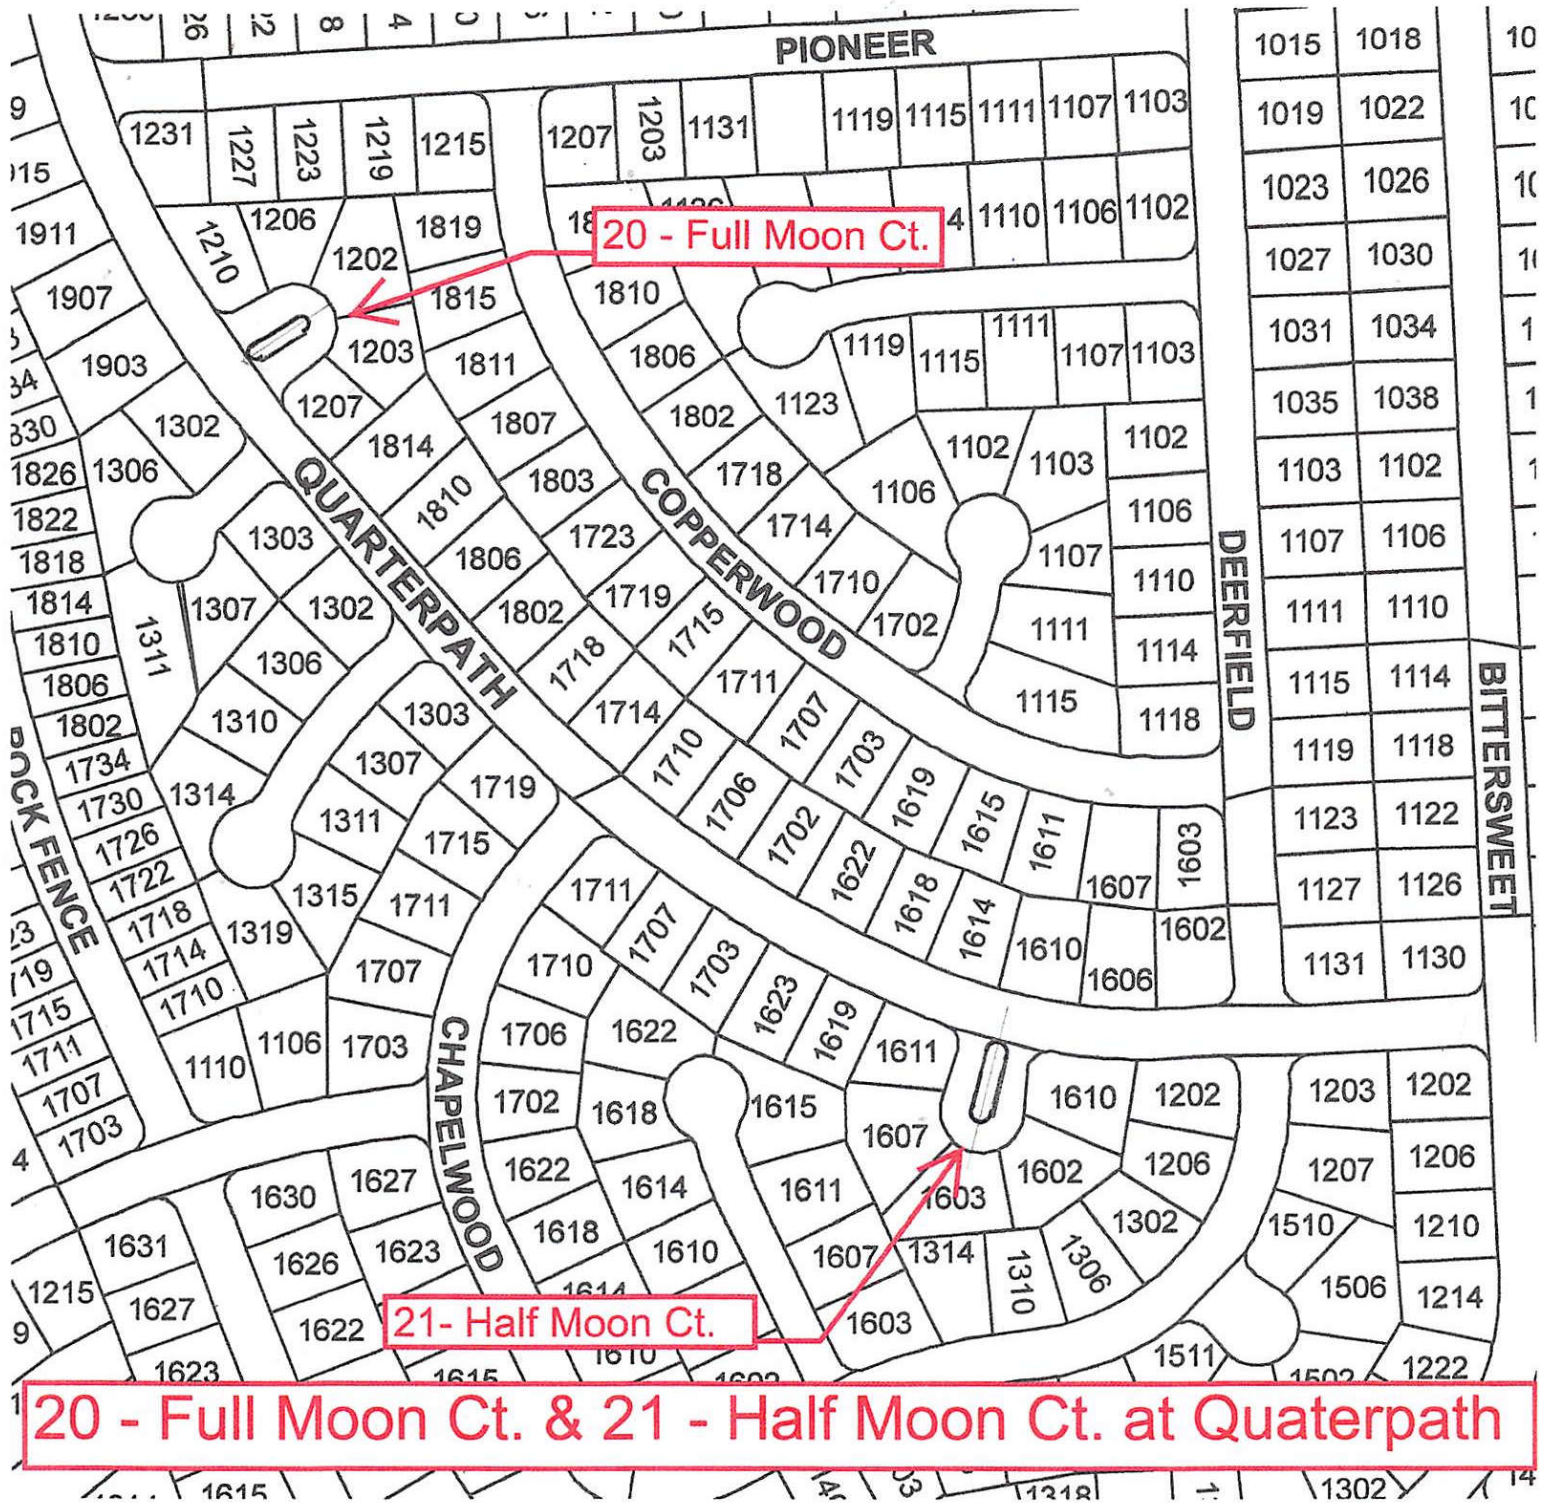 PIONEER
1015 1018
1231 1227 1223 1219 1215 1207 1203 1131 1119 1115 1111 1107 1103
1019 1022
1023 1026
1911 1210 1206 1202 1819
20 - Full Moon Ct.
1110 1106 1102
1027 1030
1907 1815 1810
1031 1034
1903 1203 1811 1806 1119 1115 1111 1107 1103
1207 1807 1802 1123
1035 1038
1302 1814 1102 1103 1102
1826 1306 1810 1803 1718 1106
1103 1102
1822 1303 1806 1723 1714 1107 1106
1107 1106
QUARTERPATH
COPPERWOOD
DEERFIELD
BITTERSWEET
1818 1307 1302 1802 1719 1710 1110
1814 1311 1306 1718 1715 1702 1111 1114
1111 1110
1810
1806 1310 1303 1714 1711 1707 1115 1118
1115 1114
1802
1734 1314 1307 1719 1710 1703 1619
1119 1118
1730 1311 1715 1706 1702 1615 1611 1607 1603
1123 1122
1726
1722 1315 1711 1711 1622 1618 1614 1610 1606 1602
1127 1126
ROCK FENCE
1718 1319 1707 1710 1707 1703
1131 1130
1714
1710
1715 1110 1106 1703 1706 1622 1623 1619 1611
1711
1707 1702 1618 1615 1607 1610 1202 1203 1202
1703
CHAPELWOOD
1630 1627 1622 1614 1611 1603 1602 1206 1207 1206
1631 1626 1623 1618 1610 1607 1314 1310 1306 1302 1510 1210
1215 1627 1622 1614 1603 1506 1214
21- Half Moon Ct.
1623 1615 1610 1511 1502 1222
20 - Full Moon Ct. & 21 - Half Moon Ct. at Quaterpath
1615 1318 1302